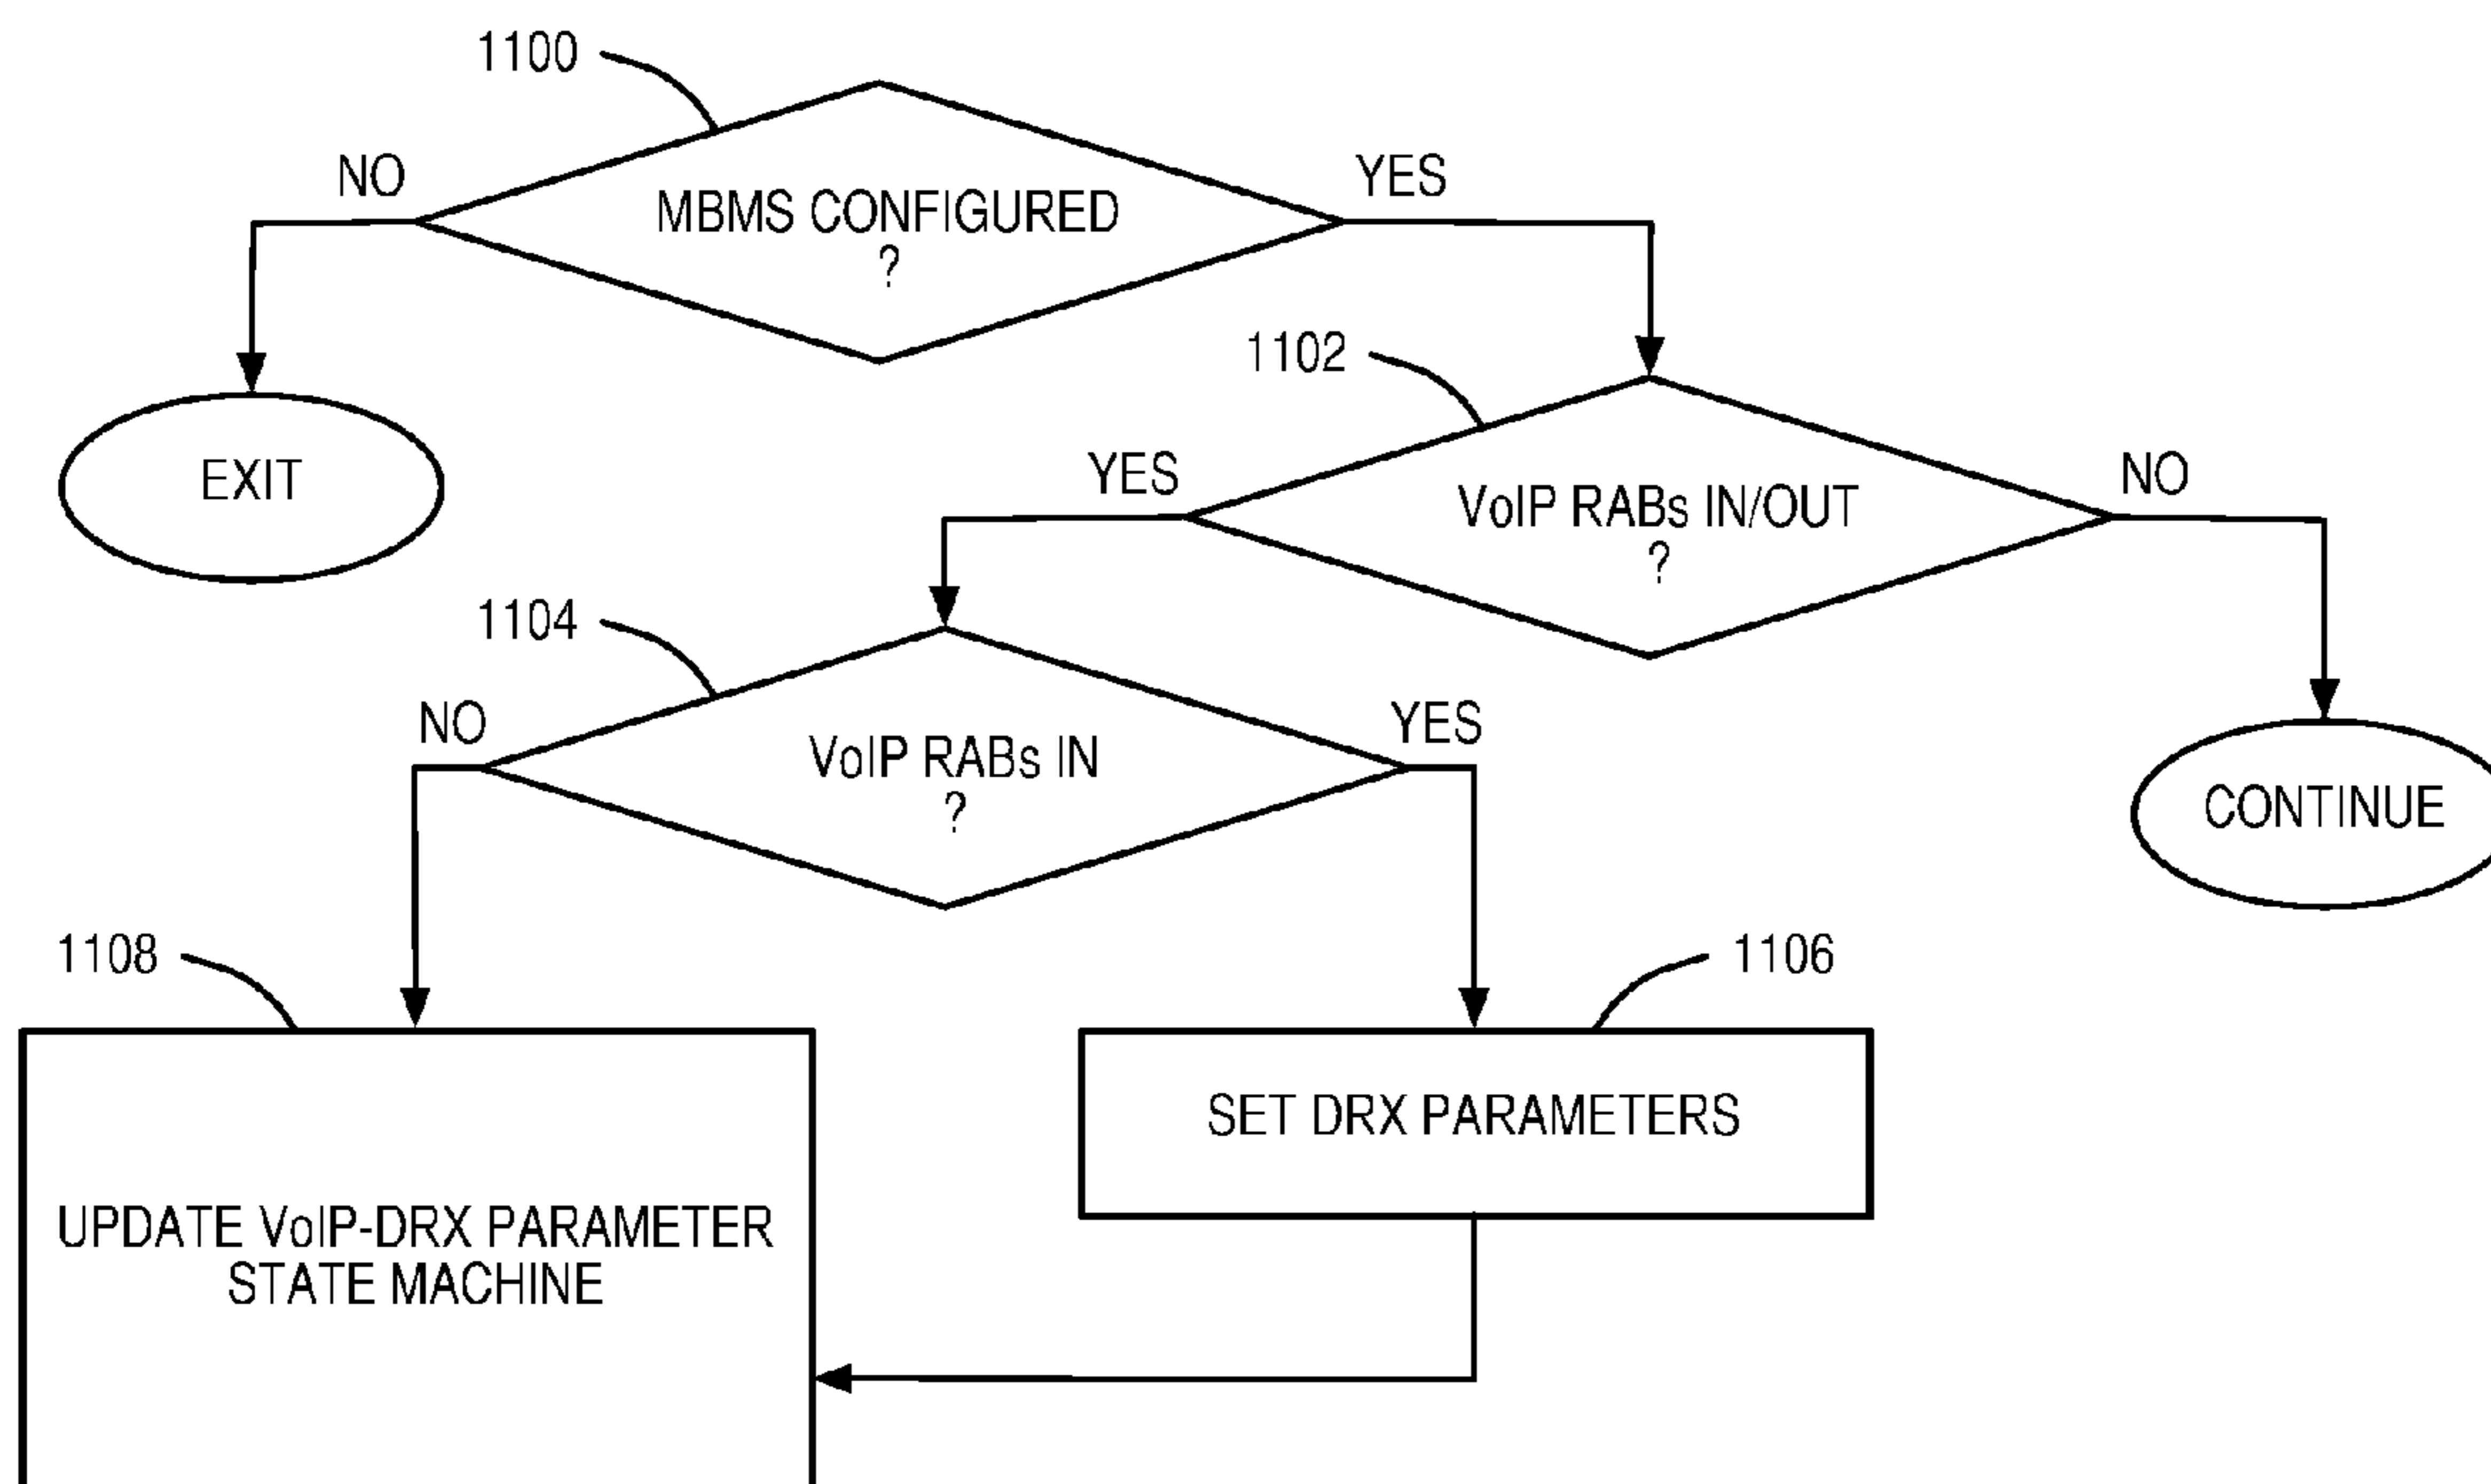 1100
NO
YES
MBMS CONFIGURED
?
1102
EXIT
YES
NO
VoIP RABs IN/OUT
?
1104
NO
YES
VoIP RABs IN
?
CONTINUE
1108
1106
SET DRX PARAMETERS
UPDATE VoIP-DRX PARAMETER
STATE MACHINE